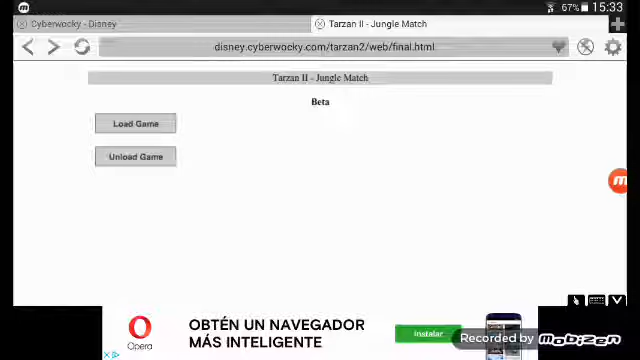 67% 15:33
Cyberwocky - Disney
Tarzan II - Jungle Match
disney.cyberwocky.com/tarzan2/web/final.html
Tarzan II - Jungle Match
Beta
Load Game
Unload Game
OBTÉN UN NAVEGADOR
MÁS INTELIGENTE
Opera
Instalar
Recorded by mobizen